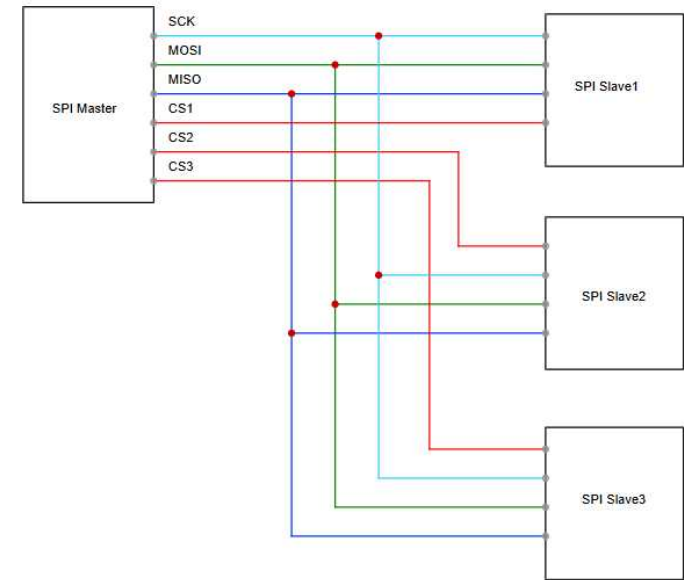 SCK
MOSI
MISO
SPI Slave1
SPI Master
CS1
CS2
CS3
SPI Slave2
SPI Slave3